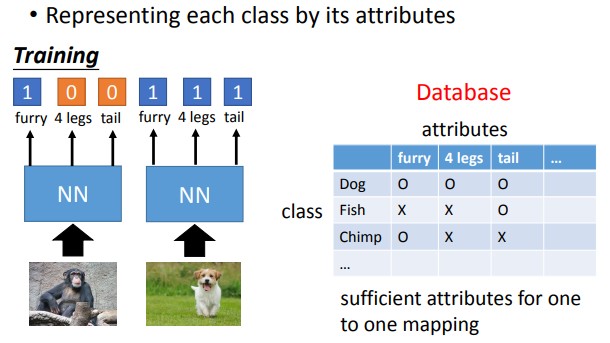 • Representing each class by its attributes
Training
1 0 0 1 1 1
furry 4 legs tail furry 4 legs tail
NN NN
Database
attributes
class
furry 4 legs tail ...
Dog O O O
Fish X X O
Chimp O X X
...
sufficient attributes for one
to one mapping